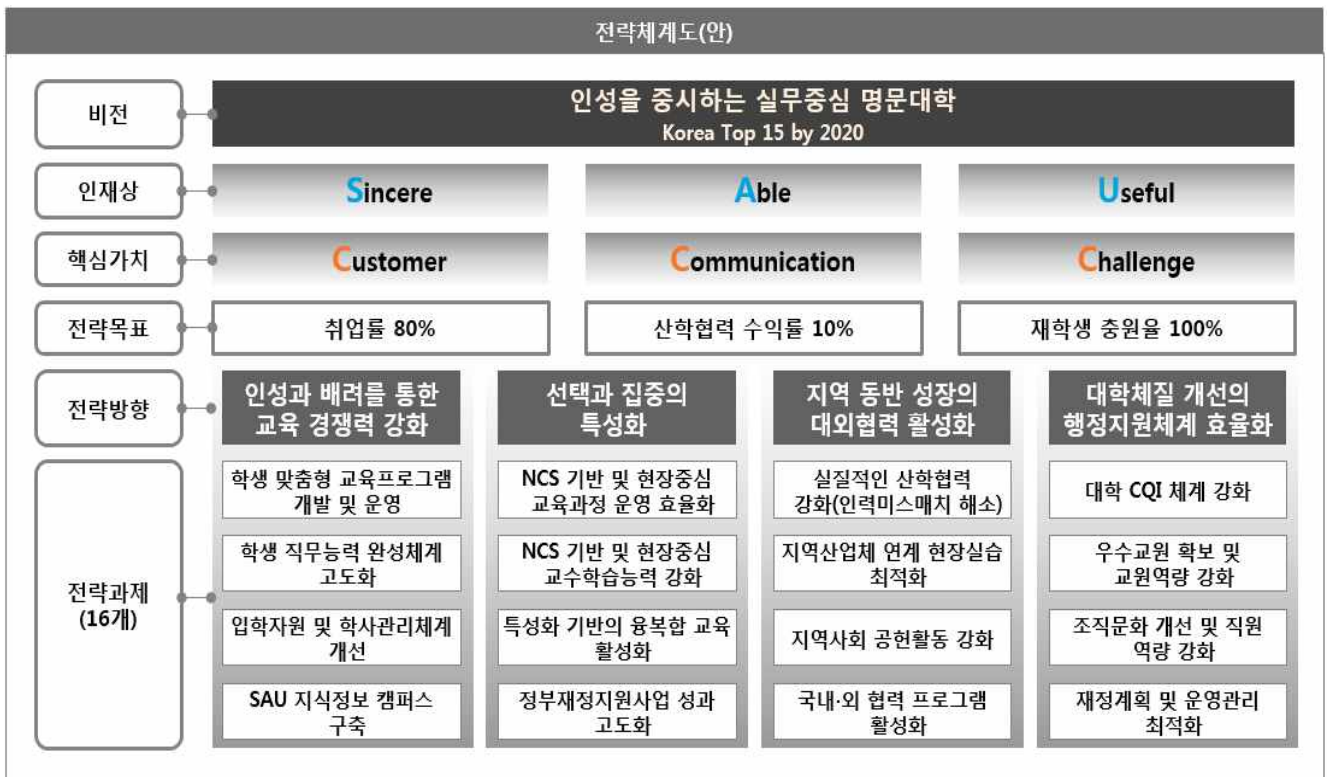 전략체계도(안)
비전
인성을 중시하는 실무중심 명문대학
Korea Top 15 by 2020
인재상
Sincere
Able
Useful
핵심가치
Customer
Communication
Challenge
전략목표
취업률 80%
산학협력 수익률 10%
재학생 충원율 100%
전략방향
인성과 배려를 통한
교육 경쟁력 강화
선택과 집중의
특성화
지역 동반 성장의
대외협력 활성화
대학체질 개선의
행정지원체계 효율화
전략과제
(16개)
학생 맞춤형 교육프로그램
개발 및 운영
NCS 기반 및 현장중심
교육과정 운영 효율화
실질적인 산학협력
강화(인력미스매치 해소)
대학 CQI 체계 강화
학생 직무능력 완성체계
고도화
NCS 기반 및 현장중심
교수학습능력 강화
지역산업체 연계 현장실습
최적화
우수교원 확보 및
교원역량 강화
입학자원 및 학사관리체계
개선
특성화 기반의 융복합 교육
활성화
지역사회 공헌활동 강화
조직문화 개선 및 직원
역량 강화
SAU 지식정보 캠퍼스
구축
정부재정지원사업 성과
고도화
국내·외 협력 프로그램
활성화
재정계획 및 운영관리
최적화